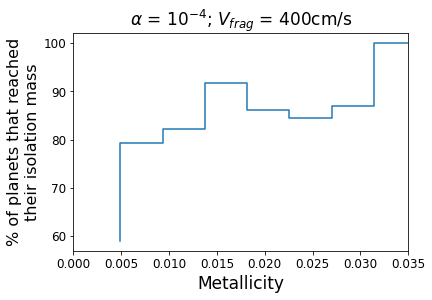 α = 10⁻⁴; V_frag = 400cm/s
% of planets that reached
their isolation mass
100
90
80
70
60
0.000 0.005 0.010 0.015 0.020 0.025 0.030 0.035
Metallicity